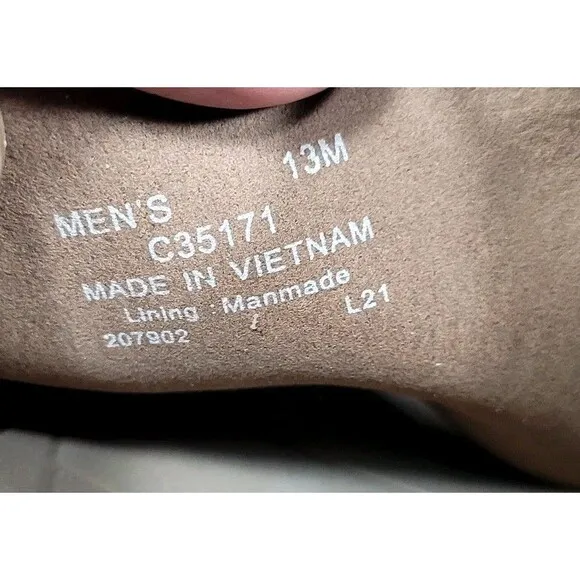 13M
MEN'S
C35171
MADE IN VIETNAM
Lining : Manmade
L21
207902